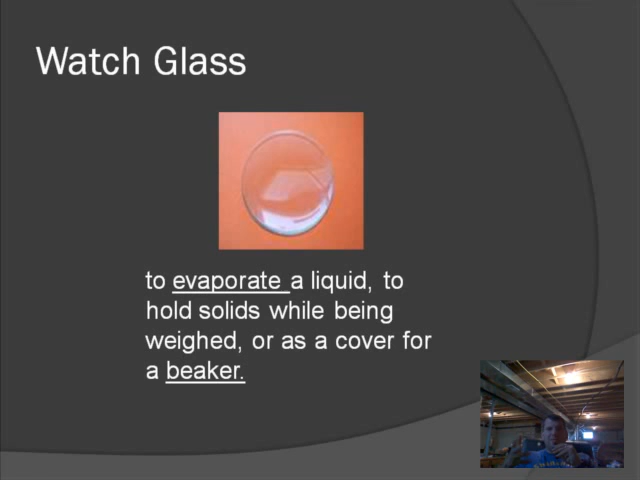 Watch Glass
to evaporate a liquid, to
hold solids while being
weighed, or as a cover for
a beaker.